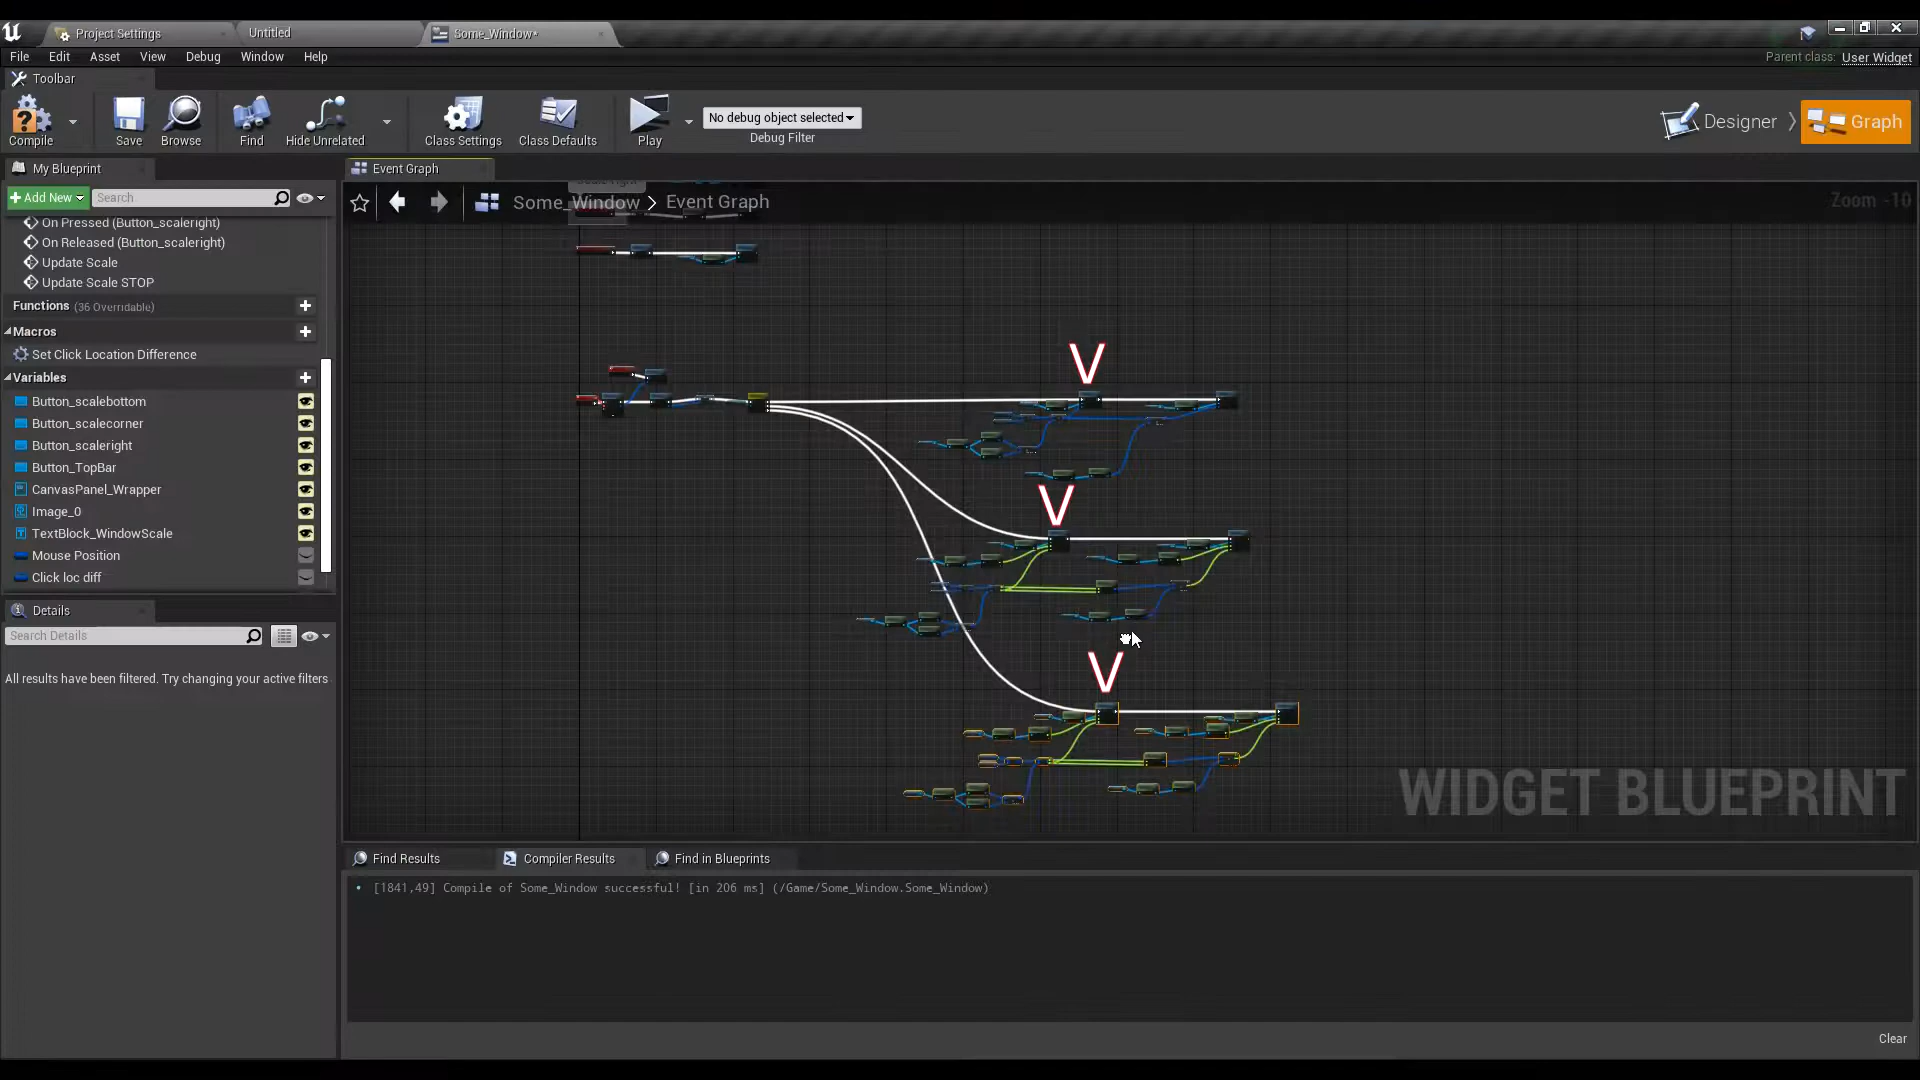 Project Settings
Untitled
Some_Window*
File
Edit
Asset
View
Debug
Window
Help
Parent class:
User Widget
Toolbar
Compile
Save
Browse
Find
Hide Unrelated
Class Settings
Class Defaults
Play
No debug object selected
Debug Filter
Designer
Graph
My Blueprint
Event Graph
Add New
Search
Some_Window
Event Graph
Zoom -10
On Pressed (Button_scaleright)
On Released (Button_scaleright)
Update Scale
Update Scale STOP
Functions (36 Overridable)
Macros
Set Click Location Difference
Variables
Button_scalebottom
Button_scalecorner
Button_scaleright
Button_TopBar
CanvasPanel_Wrapper
Image_0
TextBlock_WindowScale
Mouse Position
Click loc diff
V
V
V
Details
Search Details
All results have been filtered. Try changing your active filters
WIDGET BLUEPRINT
Find Results
Compiler Results
Find in Blueprints
[1841,49] Compile of Some_Window successful! [in 206 ms] (/Game/Some_Window.Some_Window)
Clear